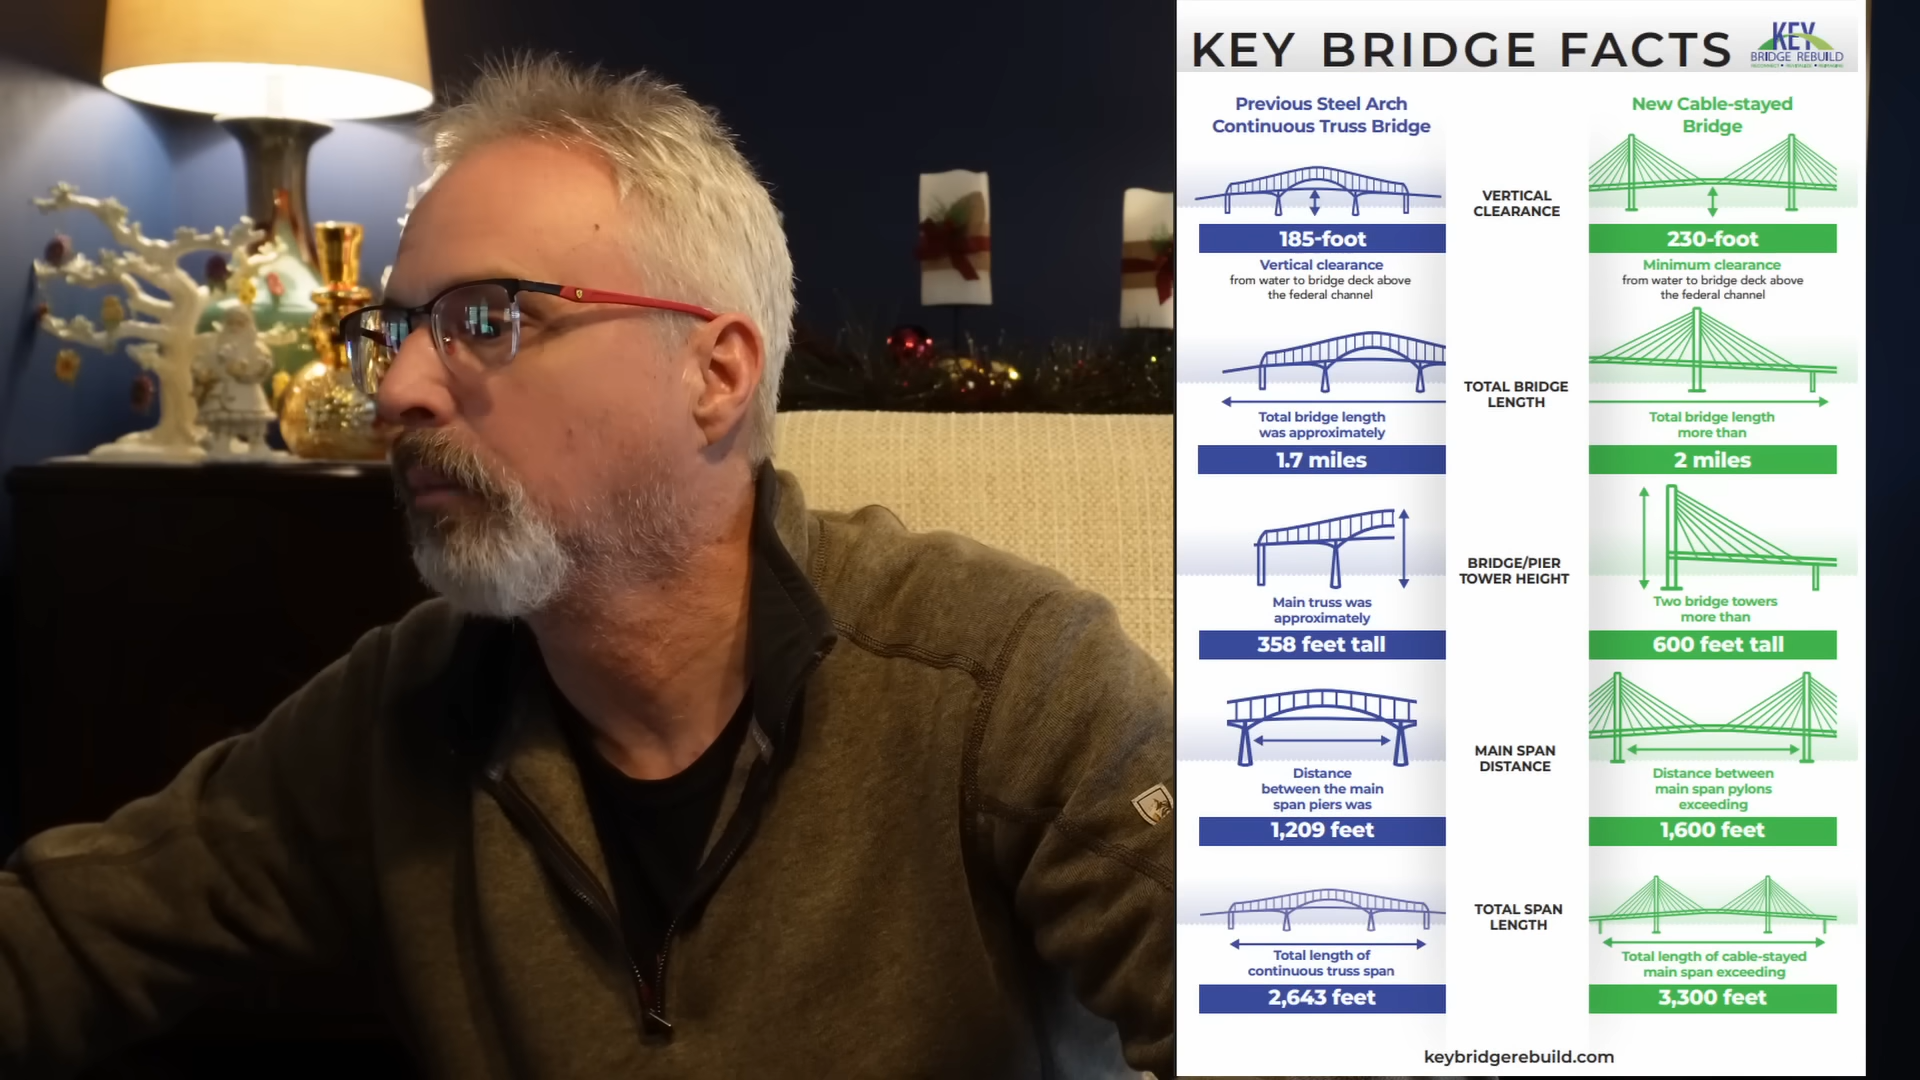 KEY BRIDGE FACTS
KEY
BRIDGE REBUILD
Previous Steel Arch
Continuous Truss Bridge
New Cable-stayed
Bridge
VERTICAL
CLEARANCE
185-foot
Vertical clearance
from water to bridge deck above
the federal channel
230-foot
Minimum clearance
from water to bridge deck above
the federal channel
TOTAL BRIDGE
LENGTH
Total bridge length
was approximately
1.7 miles
Total bridge length
more than
2 miles
BRIDGE/PIER
TOWER HEIGHT
Main truss was
approximately
358 feet tall
Two bridge towers
more than
600 feet tall
MAIN SPAN
DISTANCE
Distance
between the main
span piers was
1,209 feet
Distance between
main span pylons
exceeding
1,600 feet
TOTAL SPAN
LENGTH
Total length of
continuous truss span
2,643 feet
Total length of cable-stayed
main span exceeding
3,300 feet
keybridgerebuild.com